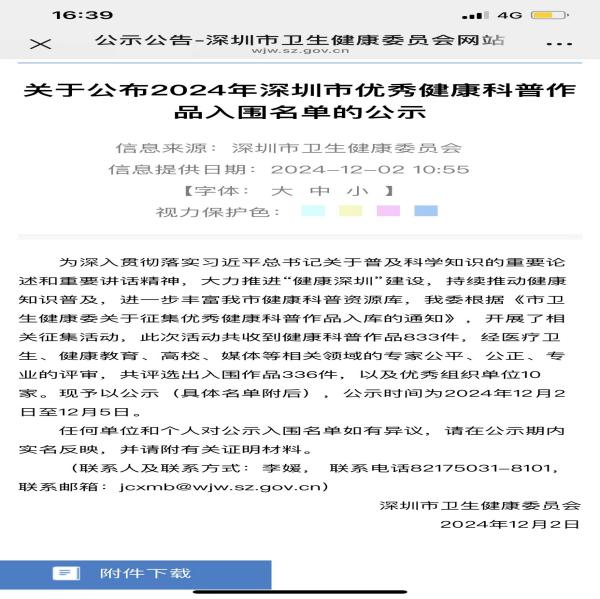 16:39
4G
公示公告-深圳市卫生健康委员会网站
wjw.sz.gov.cn
关于公布2024年深圳市优秀健康科普作
品入围名单的公示
信息来源：深圳市卫生健康委员会
信息提供日期：2024-12-02 10:55
【字体： 大 中 小 】
视力保护色：
为深入贯彻落实习近平总书记关于普及科学知识的重要论
述和重要讲话精神，大力推进“健康深圳”建设，持续推动健康
知识普及，进一步丰富我市健康科普资源库，我委根据《市卫
生健康委关于征集优秀健康科普作品入库的通知》，开展了相
关征集活动，此次活动共收到健康科普作品833件，经医疗卫
生、健康教育、高校、媒体等相关领域的专家公平、公正、专
业的评审，共评选出入围作品336件，以及优秀组织单位10
家。现予以公示（具体名单附后），公示时间为2024年12月2
日至12月5日。
任何单位和个人对公示入围名单如有异议，请在公示期内
实名反映，并请附有关证明材料。
（联系人及联系方式：李媛， 联系电话82175031-8101，
联系邮箱：jcxmb@wjw.sz.gov.cn）
深圳市卫生健康委员会
2024年12月2日
附件下载